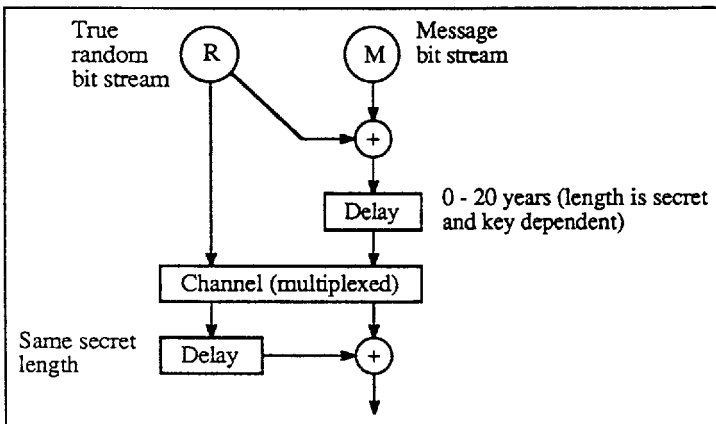 True
random
bit stream
R
M
Message
bit stream
+
Delay
0 - 20 years (length is secret
and key dependent)
Channel (multiplexed)
Same secret
length
Delay
+